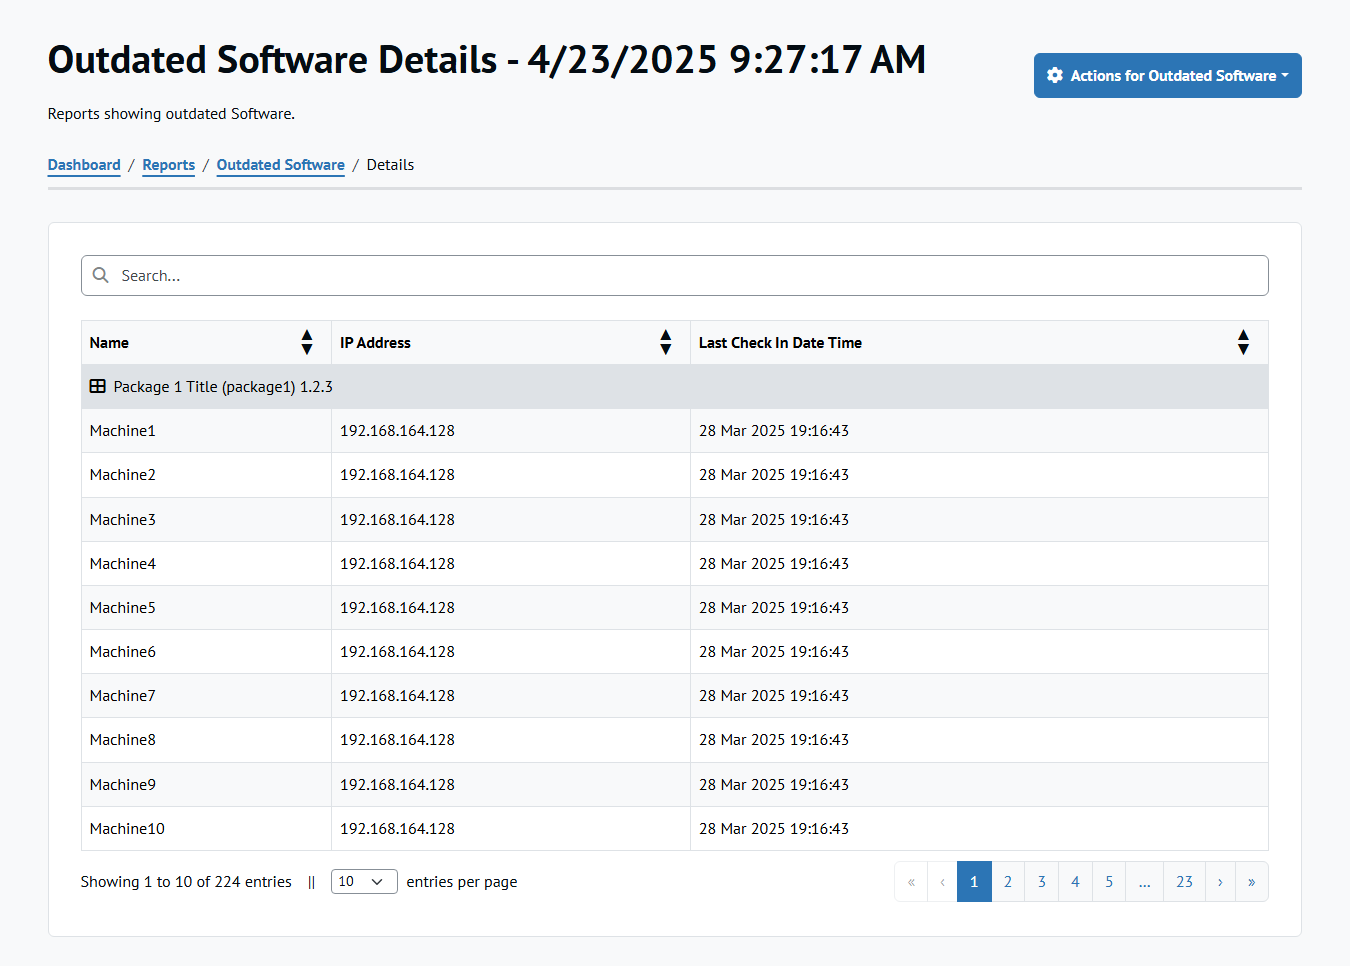 Outdated Software Details - 4/23/2025 9:27:17 AM
Actions for Outdated Software
Reports showing outdated Software.
Dashboard / Reports / Outdated Software / Details
Search...
Name IP Address Last Check In Date Time
Package 1 Title (package1) 1.2.3
Machine1 192.168.164.128 28 Mar 2025 19:16:43
Machine2 192.168.164.128 28 Mar 2025 19:16:43
Machine3 192.168.164.128 28 Mar 2025 19:16:43
Machine4 192.168.164.128 28 Mar 2025 19:16:43
Machine5 192.168.164.128 28 Mar 2025 19:16:43
Machine6 192.168.164.128 28 Mar 2025 19:16:43
Machine7 192.168.164.128 28 Mar 2025 19:16:43
Machine8 192.168.164.128 28 Mar 2025 19:16:43
Machine9 192.168.164.128 28 Mar 2025 19:16:43
Machine10 192.168.164.128 28 Mar 2025 19:16:43
Showing 1 to 10 of 224 entries || 10 entries per page « ‹ 1 2 3 4 5 ... 23 › »